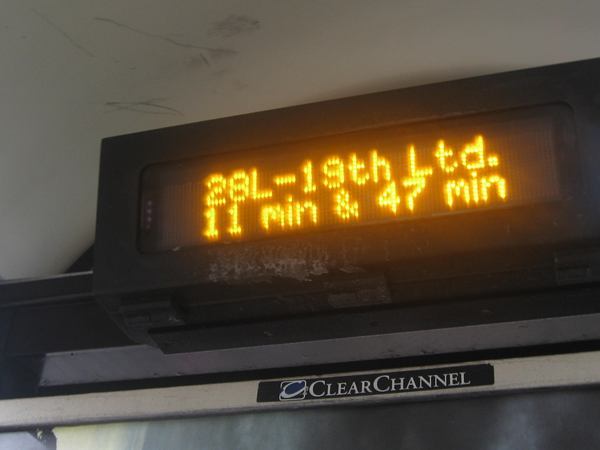 28L-19th Ltd.
11 min & 47 min
CLEARCHANNEL